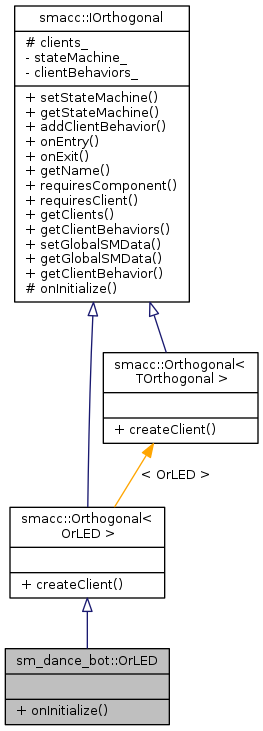 smacc::IOrthogonal
# clients_
- stateMachine_
- clientBehaviors_
+ setStateMachine()
+ getStateMachine()
+ addClientBehavior()
+ onEntry()
+ onExit()
+ getName()
+ requiresComponent()
+ requiresClient()
+ getClients()
+ getClientBehaviors()
+ setGlobalSMData()
+ getGlobalSMData()
+ getClientBehavior()
# onInitialize()
smacc::Orthogonal<
TOrthogonal >
+ createClient()
< OrLED >
smacc::Orthogonal<
OrLED >
+ createClient()
sm_dance_bot::OrLED
+ onInitialize()